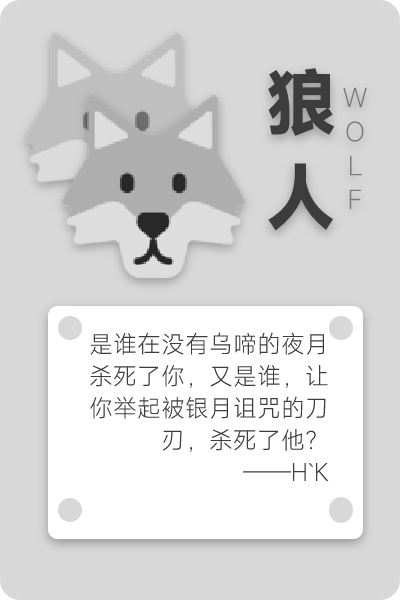 狼人
WOLF
是谁在没有乌啼的夜月
杀死了你，又是谁，让
你举起被银月诅咒的刀
刃，杀死了他？
——H`K